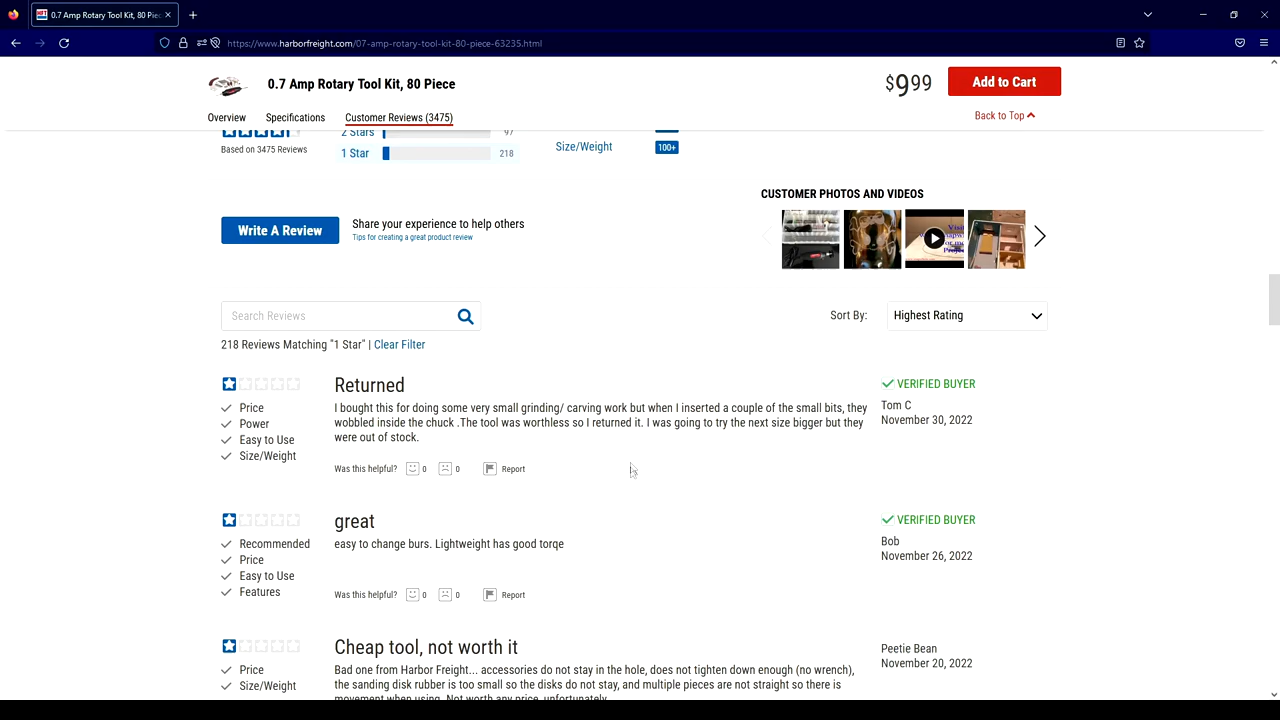 0.7 Amp Rotary Tool Kit, 80 Piec
https://www.harborfreight.com/07-amp-rotary-tool-kit-80-piece-63235.html
0.7 Amp Rotary Tool Kit, 80 Piece
$9.99
Add to Cart
Overview Specifications Customer Reviews (3475)
Back to Top
2 Stars 97
Based on 3475 Reviews
1 Star 218
Size/Weight 100+
CUSTOMER PHOTOS AND VIDEOS
Write A Review
Share your experience to help others
Tips for creating a great product review
Search Reviews
Sort By: Highest Rating
218 Reviews Matching "1 Star" | Clear Filter
Returned
VERIFIED BUYER
Tom C
November 30, 2022
Price
Power
Easy to Use
Size/Weight
I bought this for doing some very small grinding/ carving work but when I inserted a couple of the small bits, they
wobbled inside the chuck .The tool was worthless so I returned it. I was going to try the next size bigger but they
were out of stock.
Was this helpful? 0 0 Report
great
VERIFIED BUYER
Bob
November 26, 2022
Recommended
Price
Easy to Use
Features
easy to change burs. Lightweight has good torqe
Was this helpful? 0 0 Report
Cheap tool, not worth it
Peetie Bean
November 20, 2022
Price
Size/Weight
Bad one from Harbor Freight... accessories do not stay in the hole, does not tighten down enough (no wrench),
the sanding disk rubber is too small so the disks do not stay, and multiple pieces are not straight so there is
movement when using. Not worth any price, unfortunately